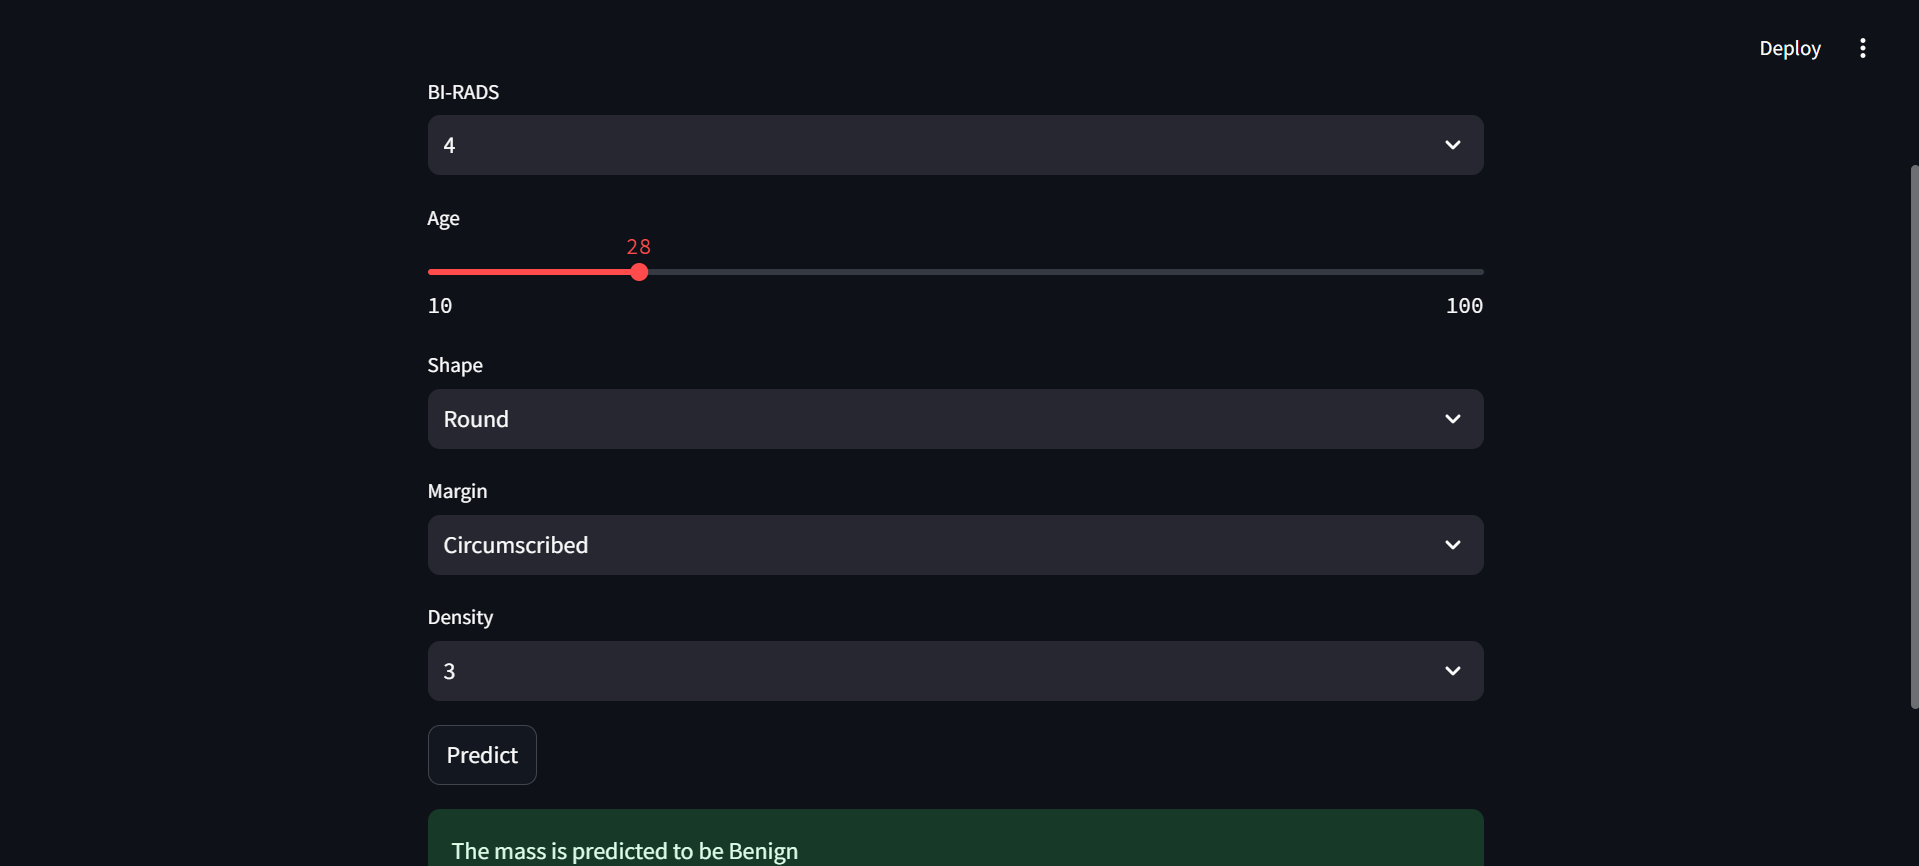 Deploy
BI-RADS
4
Age
28
10
100
Shape
Round
Margin
Circumscribed
Density
3
Predict
The mass is predicted to be Benign